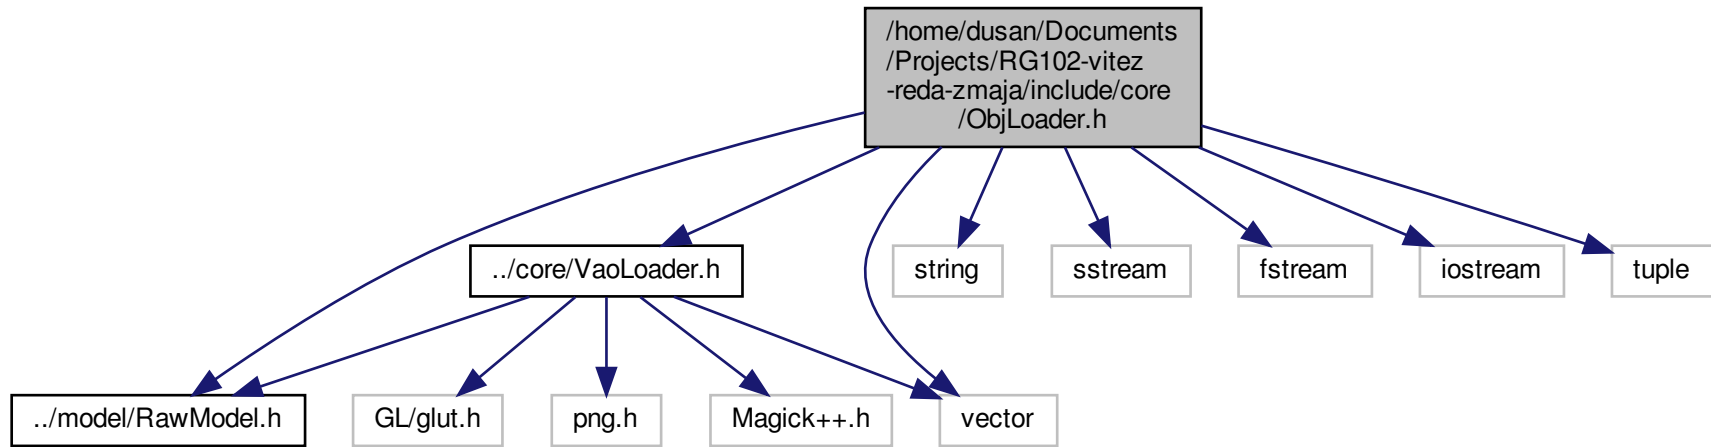 /home/dusan/Documents
/Projects/RG102-vitez
-reda-zmaja/include/core
/ObjLoader.h
../core/VaoLoader.h
string
sstream
fstream
iostream
tuple
../model/RawModel.h
GL/glut.h
png.h
Magick++.h
vector